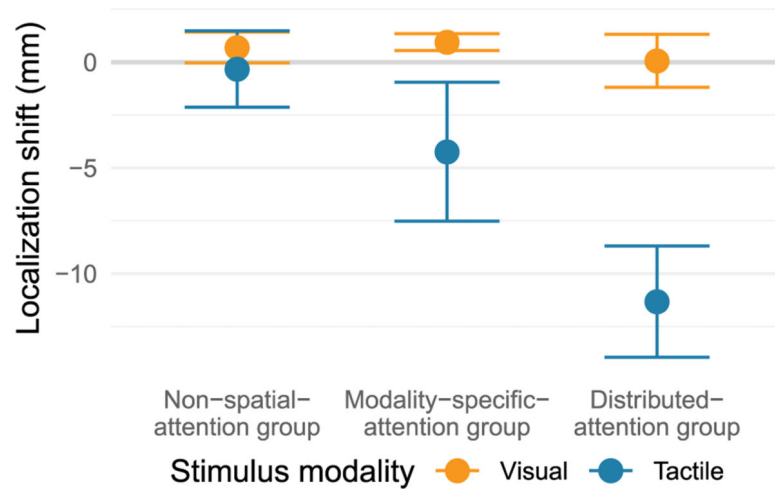 Localization shift (mm)
0
−5
−10
Non−spatial−
attention group
Modality−specific−
attention group
Distributed−
attention group
Stimulus modality Visual Tactile